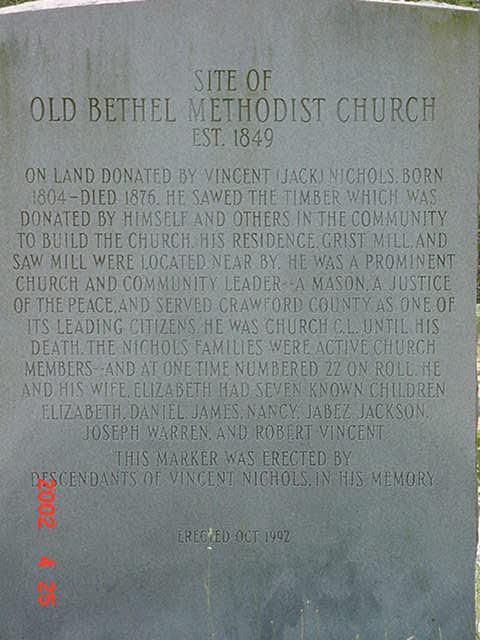 SITE OF
OLD BETHEL METHODIST CHURCH
EST. 1849
ON LAND DONATED BY VINCENT (JACK) NICHOLS, BORN
1804-DIED 1876. HE SAWED THE TIMBER WHICH WAS
DONATED BY HIMSELF AND OTHERS IN THE COMMUNITY
TO BUILD THE CHURCH. HIS RESIDENCE, GRIST MILL, AND
SAW MILL WERE LOCATED NEAR BY. HE WAS A PROMINENT
CHURCH AND COMMUNITY LEADER--A MASON, A JUSTICE
OF THE PEACE, AND SERVED CRAWFORD COUNTY AS ONE OF
ITS LEADING CITIZENS. HE WAS CHURCH C.L. UNTIL HIS
DEATH. THE NICHOLS FAMILIES WERE ACTIVE CHURCH
MEMBERS--AND AT ONE TIME NUMBERED 22 ON ROLL. HE
AND HIS WIFE, ELIZABETH HAD SEVEN KNOWN CHILDREN
ELIZABETH, DANIEL JAMES, NANCY, JABEZ JACKSON,
JOSEPH WARREN, AND ROBERT VINCENT
THIS MARKER WAS ERECTED BY
DESCENDANTS OF VINCENT NICHOLS, IN HIS MEMORY
ERECTED OCT. 1992
2002 4 25